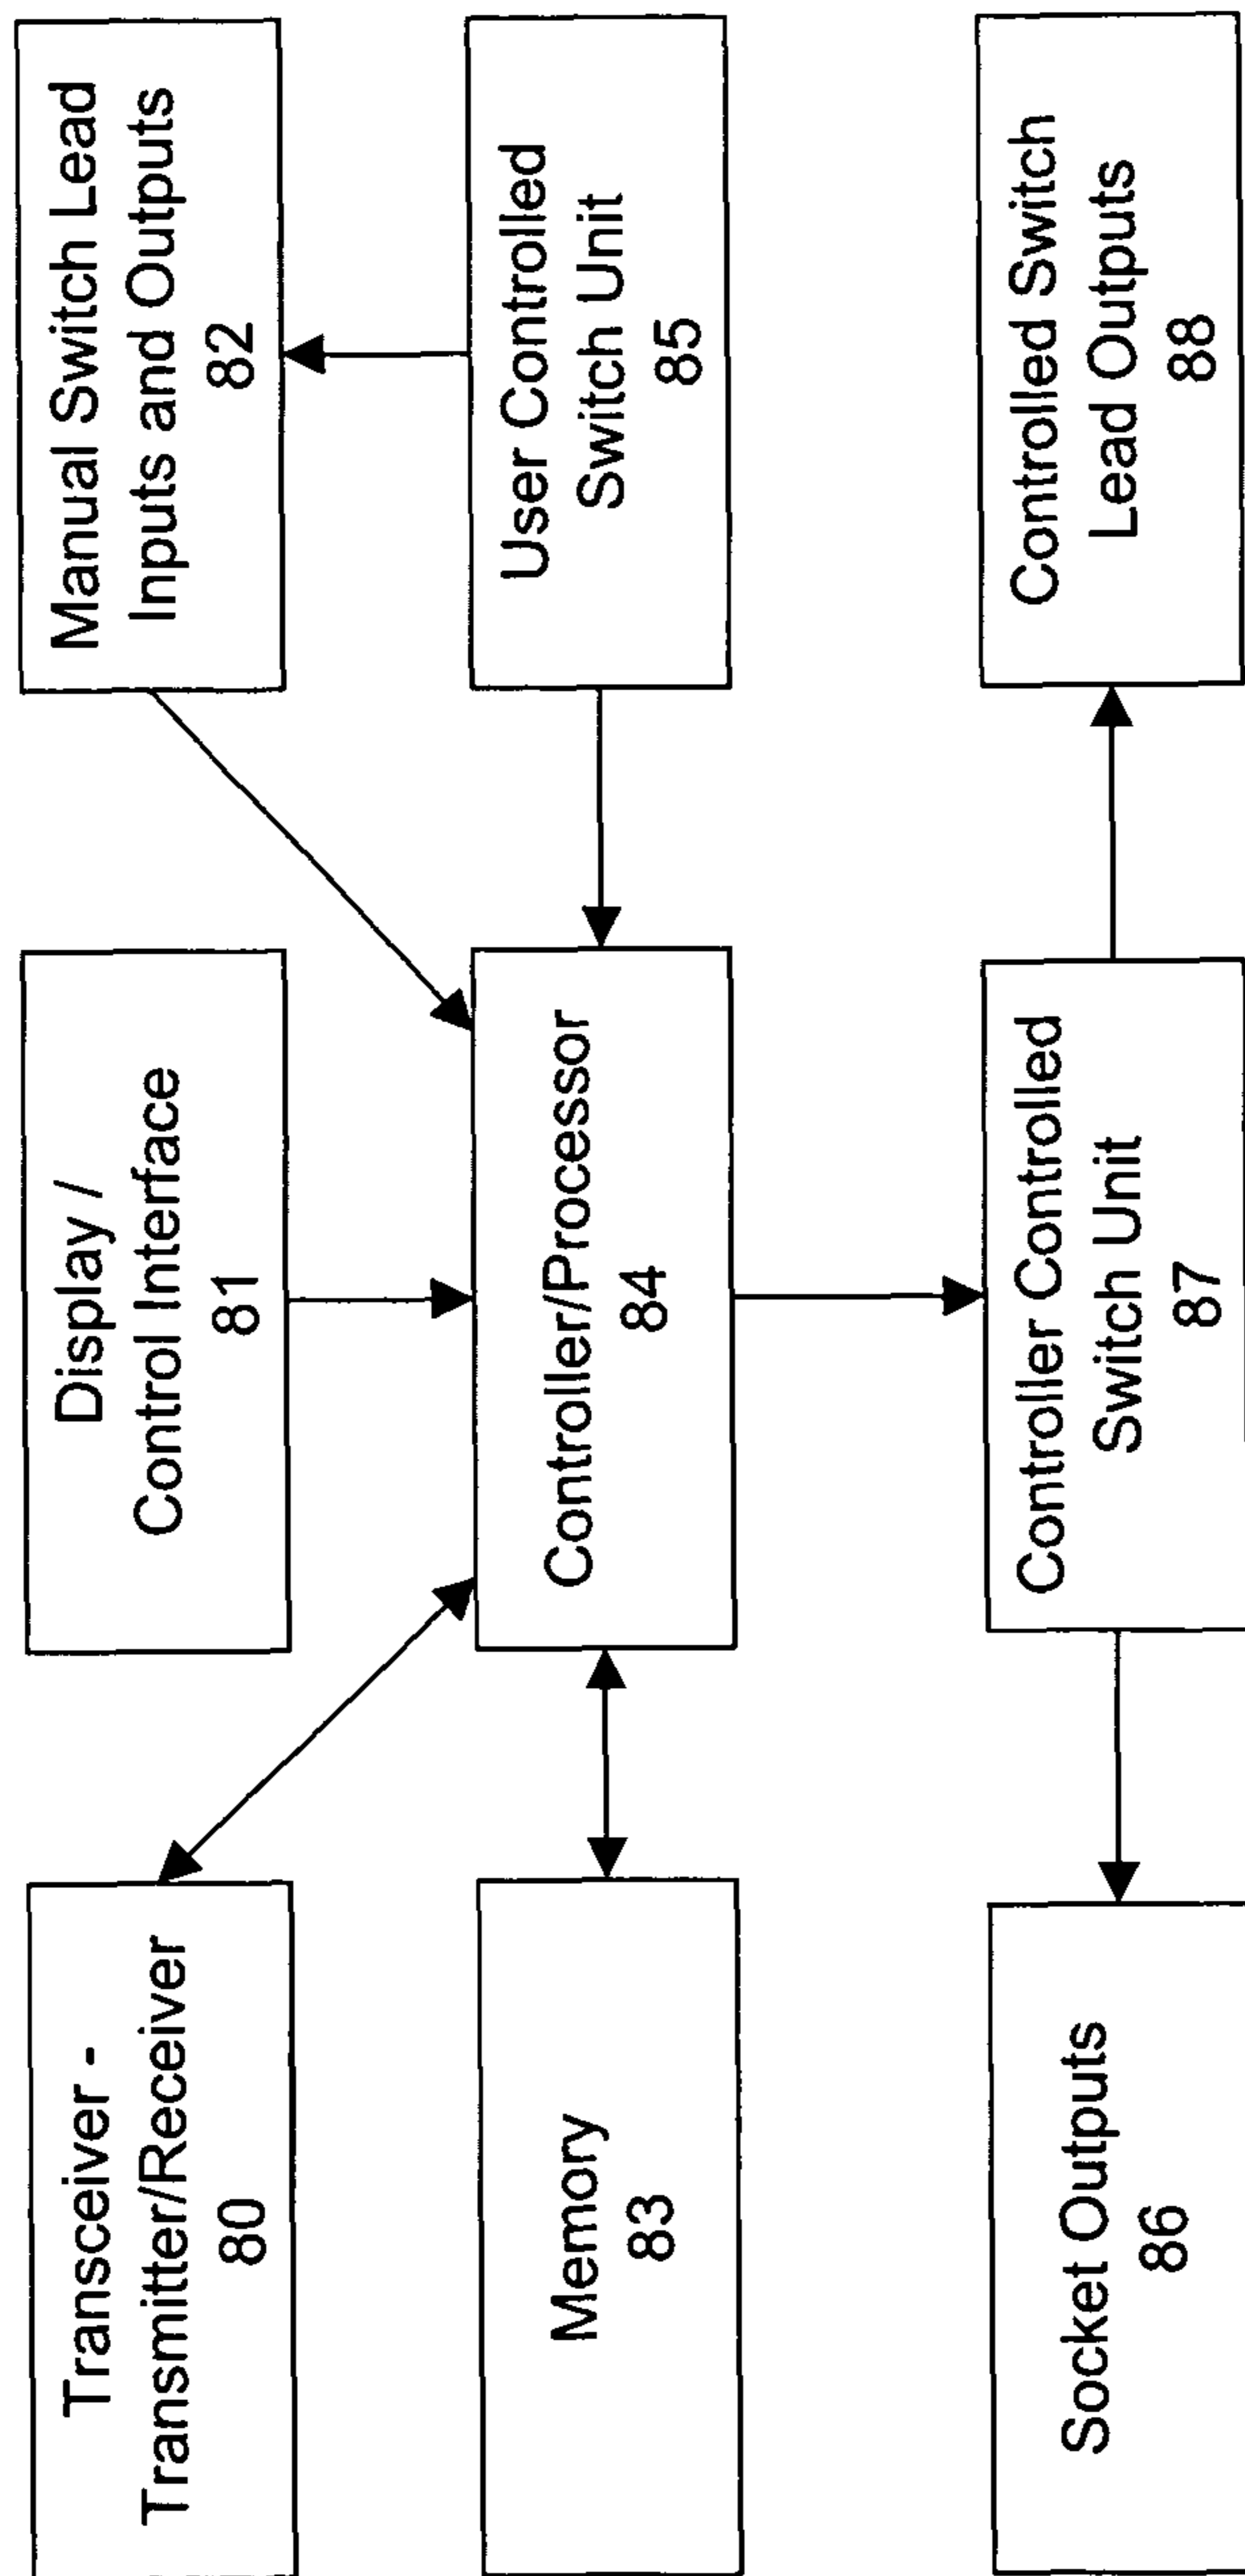 Transceiver -
Transmitter/Receiver
80
Display /
Control Interface
81
Manual Switch Lead
Inputs and Outputs
82
Memory
83
Controller/Processor
84
User Controlled
Switch Unit
85
Socket Outputs
86
Controller Controlled
Switch Unit
87
Controlled Switch
Lead Outputs
88